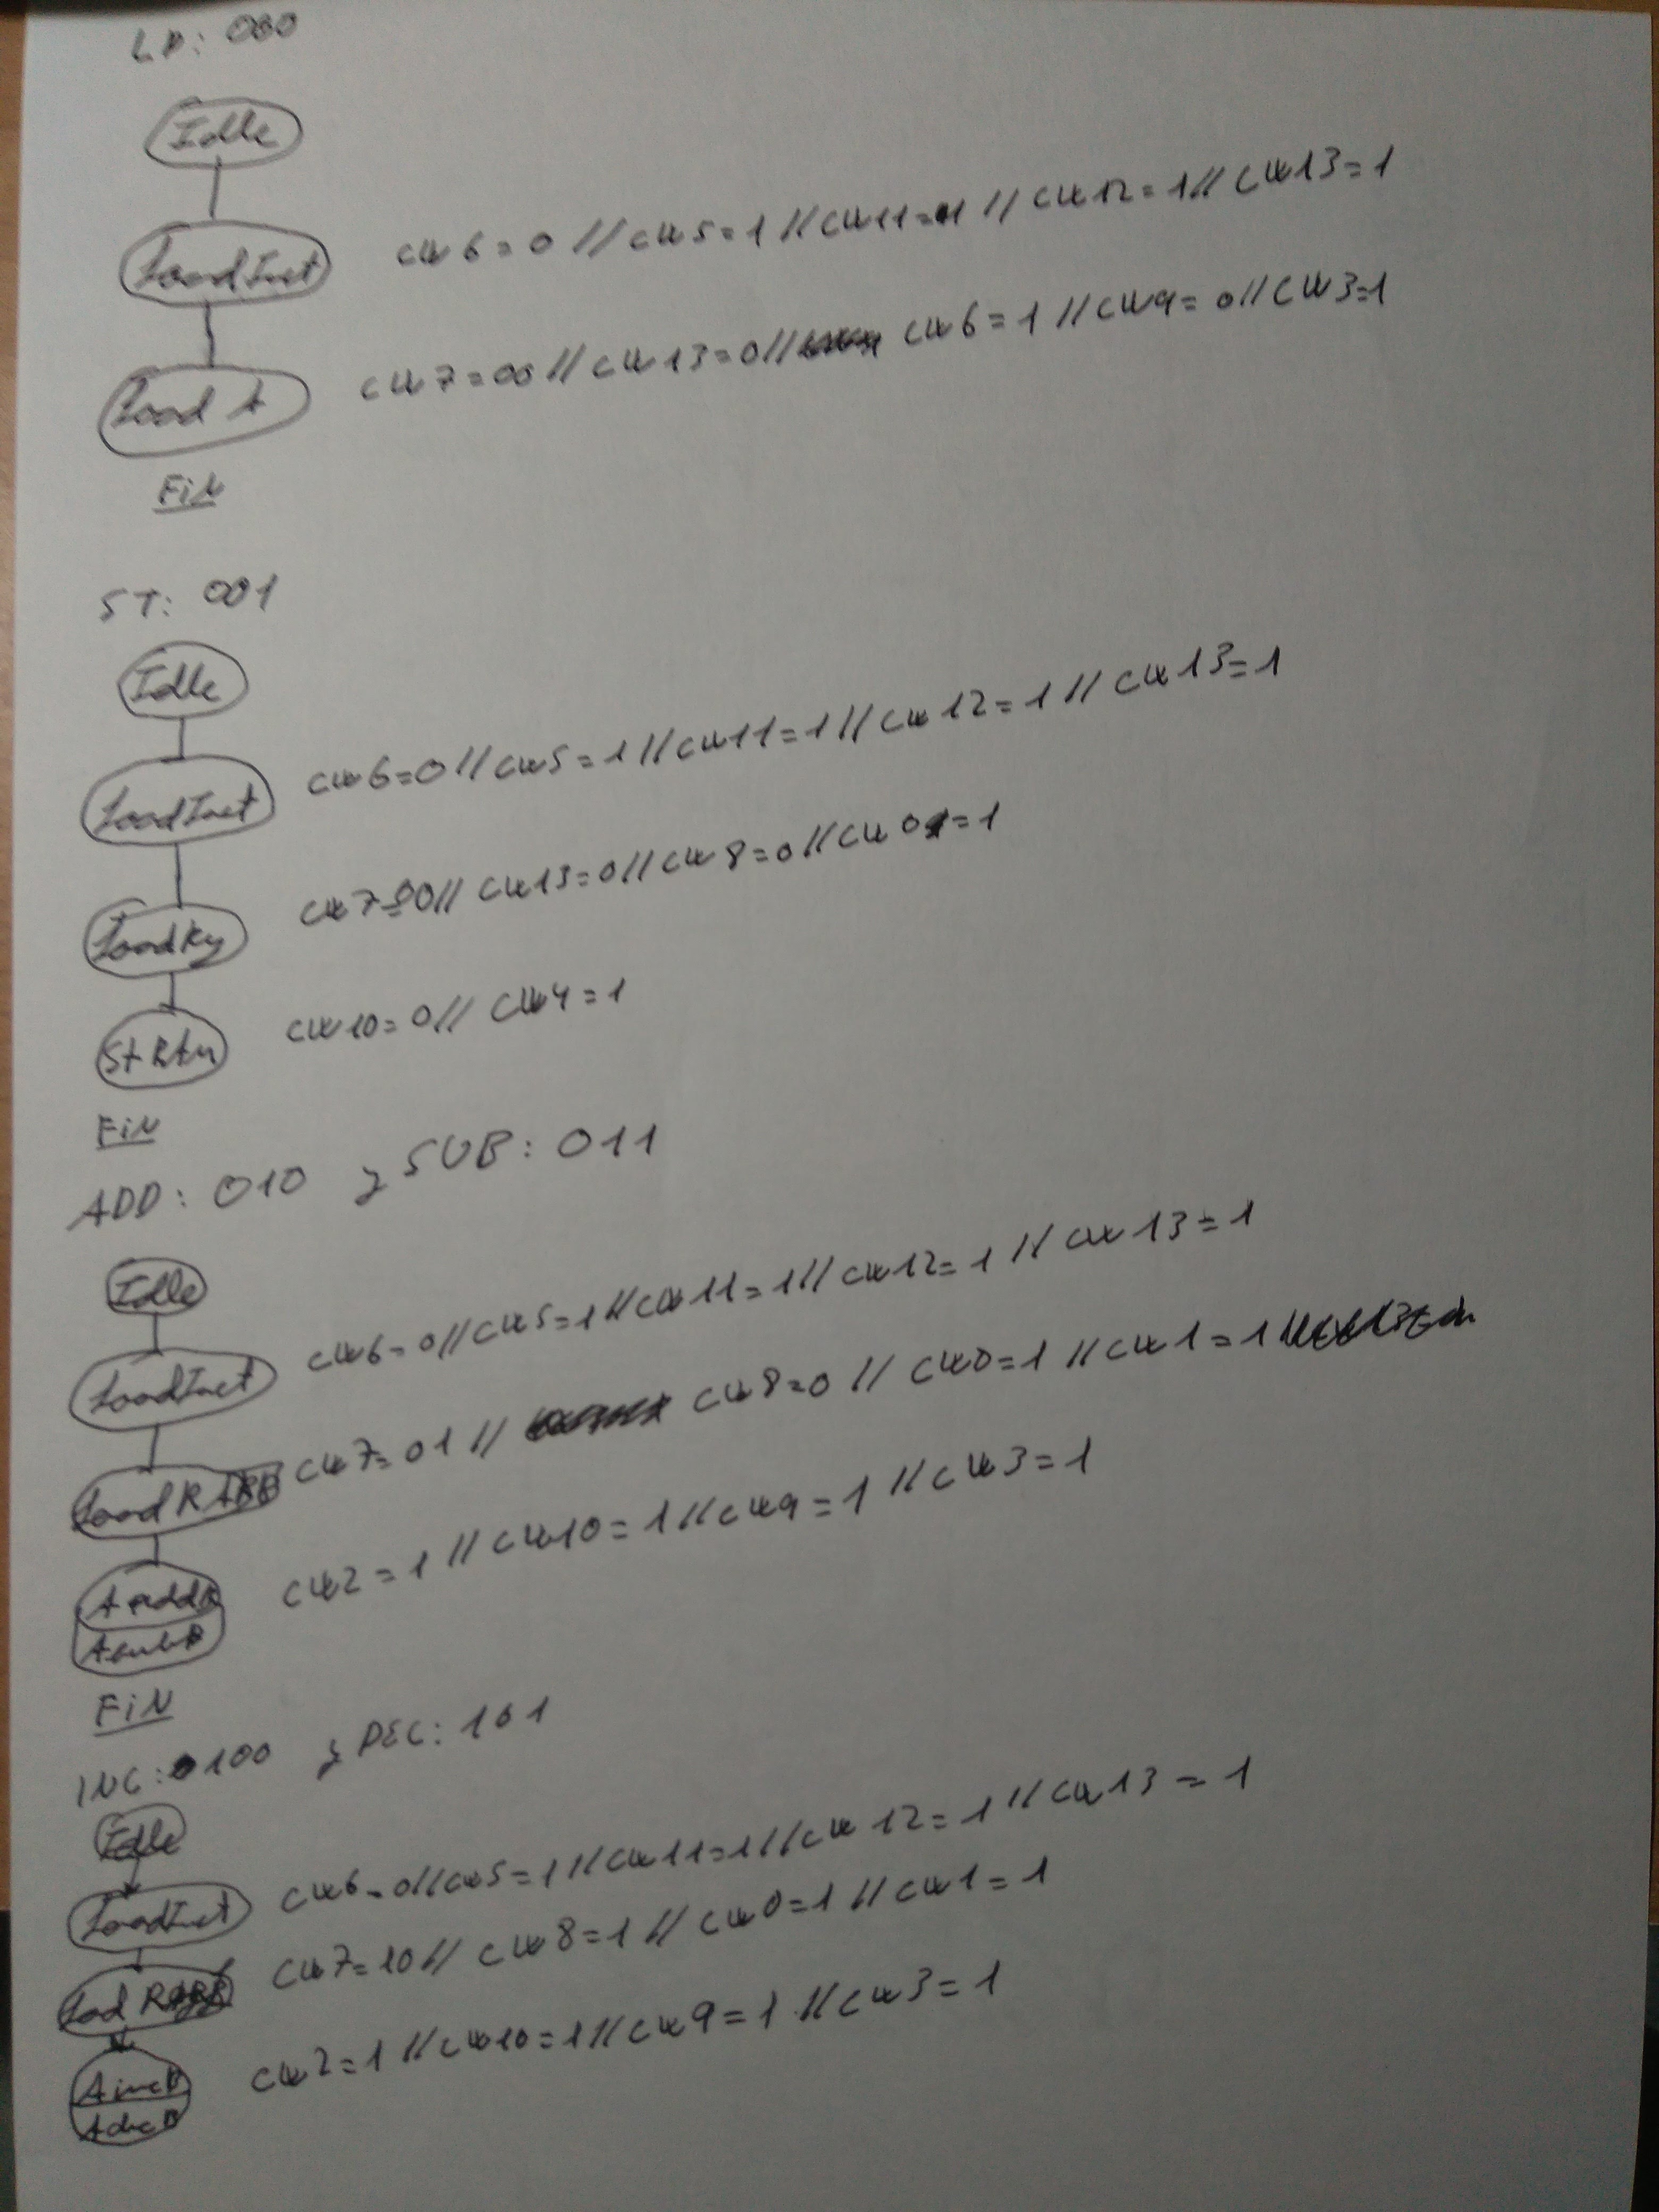 LD: 000
Idle
LoadInst
cw6=0 // cw5=1 // cw11=1 // cw12=1 // cw13=1
Load A
cw7=00 // cw13=0 // cw6=1 // cw9=0 // cw3=1
FiN
ST: 001
Idle
LoadInst
cw6=0 // cw5=1 // cw11=1 // cw12=1 // cw13=1
cw7=00 // cw13=0 // cw8=0 // cw0=1
cw10=0 // cw4=1
FiN
ADD: 010 y SUB: 011
Idle
LoadInst
cw6=0 // cw5=1 // cw11=1 // cw12=1 // cw13=1
cw7=01 // cw8=0 // cw0=1 // cw1=1
AaddB
AsubB
cw2=1 // cw10=1 // cw9=1 // cw3=1
FiN
INC: 100 y DEC: 101
Idle
LoadInst
cw6=0 // cw5=1 // cw11=1 // cw12=1 // cw13=1
cw7=10 // cw8=1 // cw0=1 // cw1=1
AincB
AdecB
cw2=1 // cw10=1 // cw9=1 // cw3=1